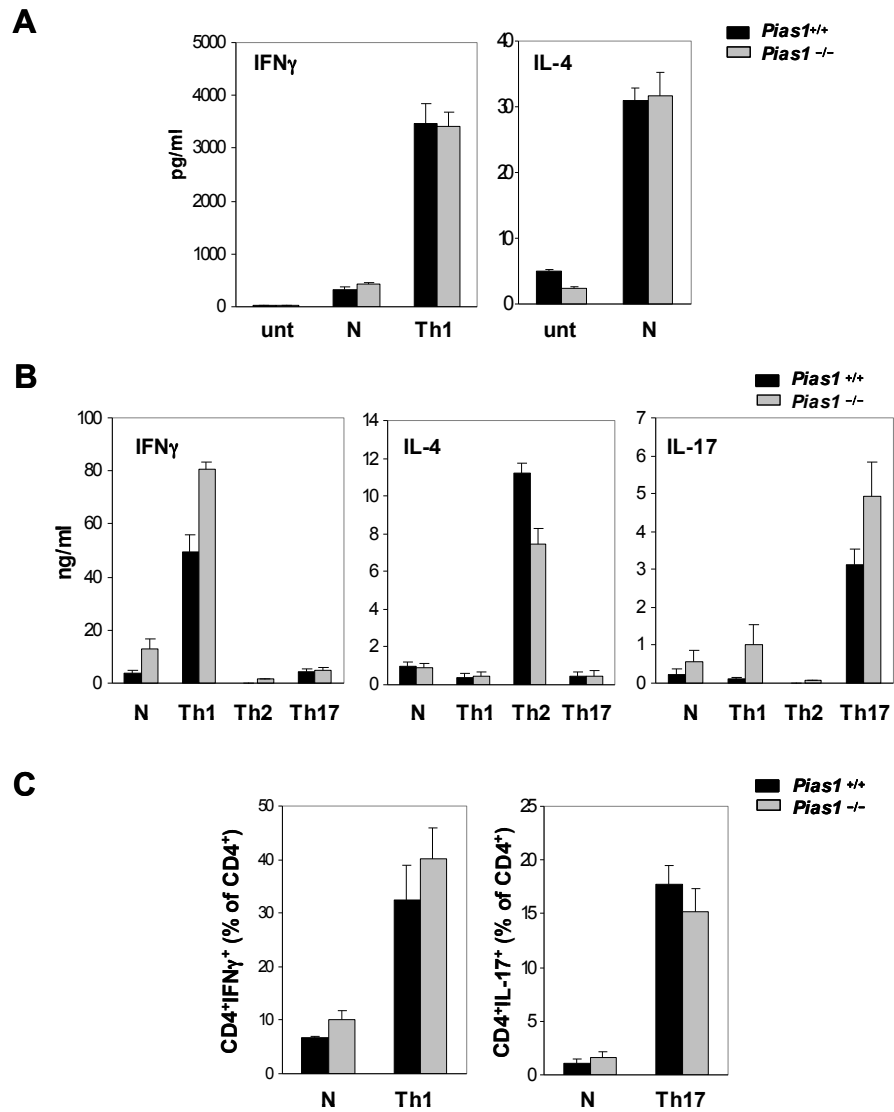 A
Pias1+/+
Pias1 –/–
IFNγ
IL-4
pg/ml
5000
4000
3000
2000
1000
0
40
30
20
10
0
unt N Th1
unt N
B
Pias1 +/+
Pias1 –/–
IFNγ
IL-4
IL-17
ng/ml
100
80
60
40
20
0
14
12
10
8
6
4
2
0
7
6
5
4
3
2
1
0
N Th1 Th2 Th17
N Th1 Th2 Th17
N Th1 Th2 Th17
C
Pias1 +/+
Pias1 –/–
CD4+IFNγ+ (% of CD4+)
50
40
30
20
10
0
CD4+IL-17+ (% of CD4+)
25
20
15
10
5
0
N Th1
N Th17